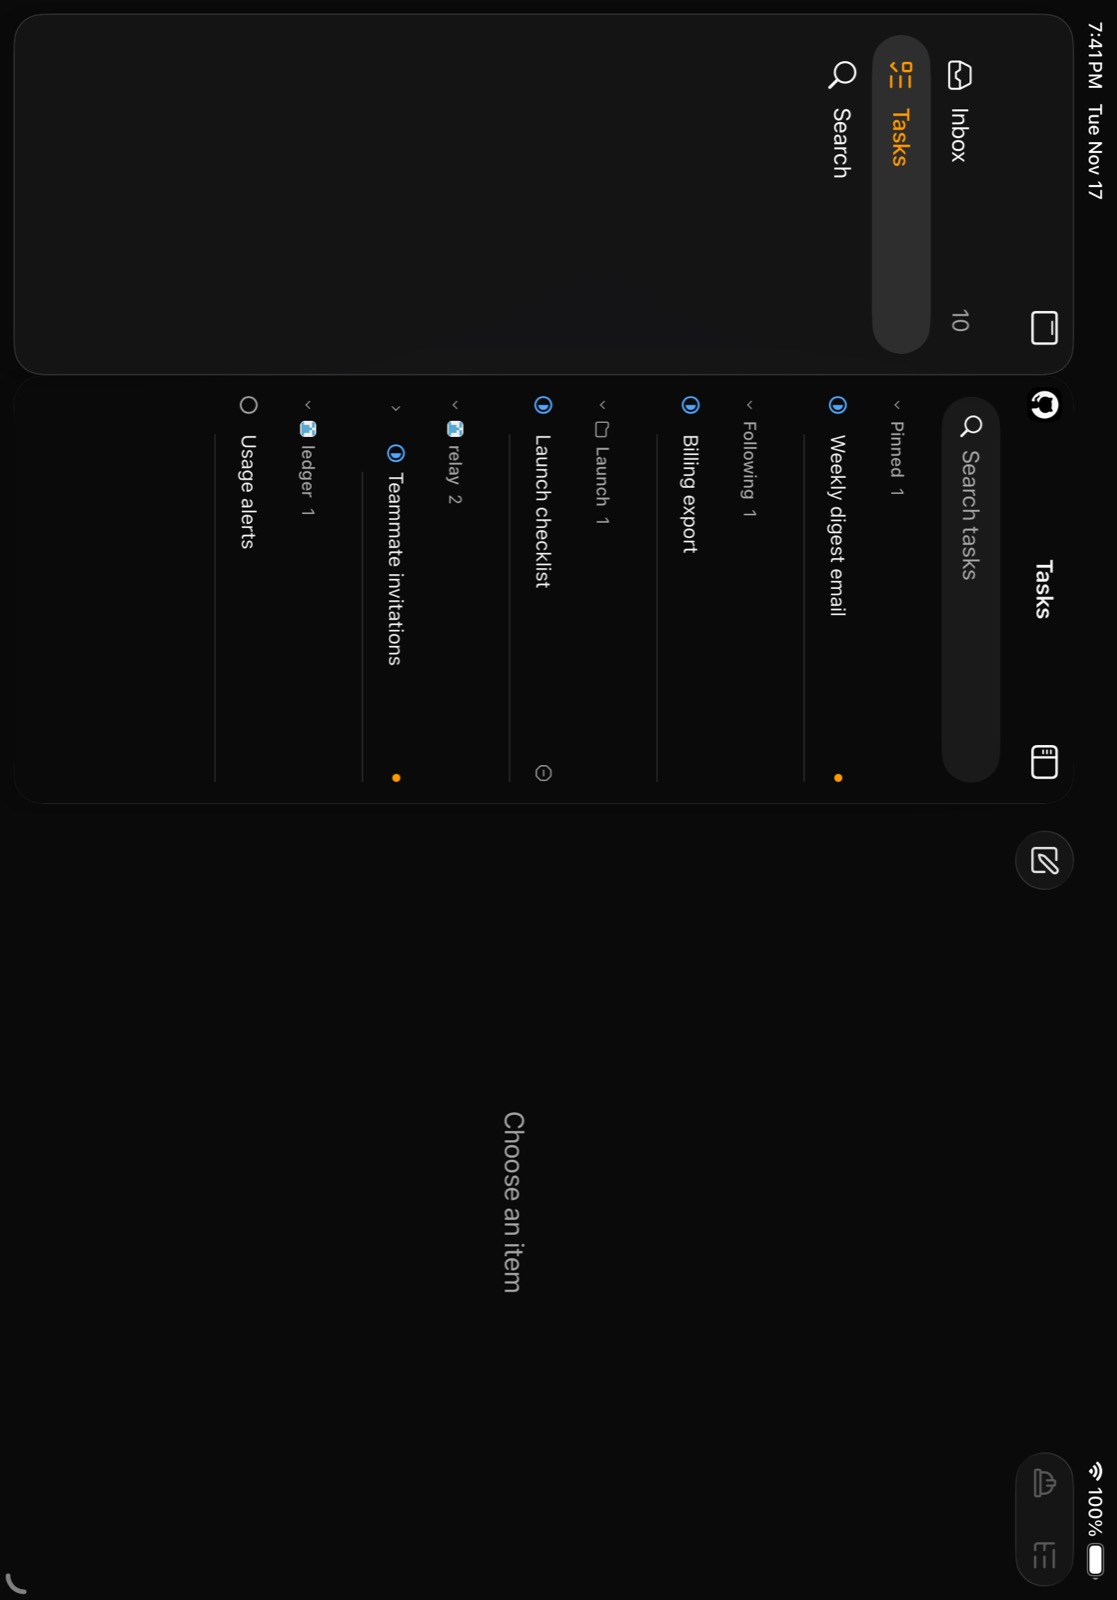 7:41 PM Tue Nov 17
100%
Inbox 10
Tasks
Search
Tasks
Search tasks
Pinned 1
Weekly digest email
Following 1
Billing export
Launch 1
Launch checklist
relay 2
Teammate invitations
ledger 1
Usage alerts
Choose an item